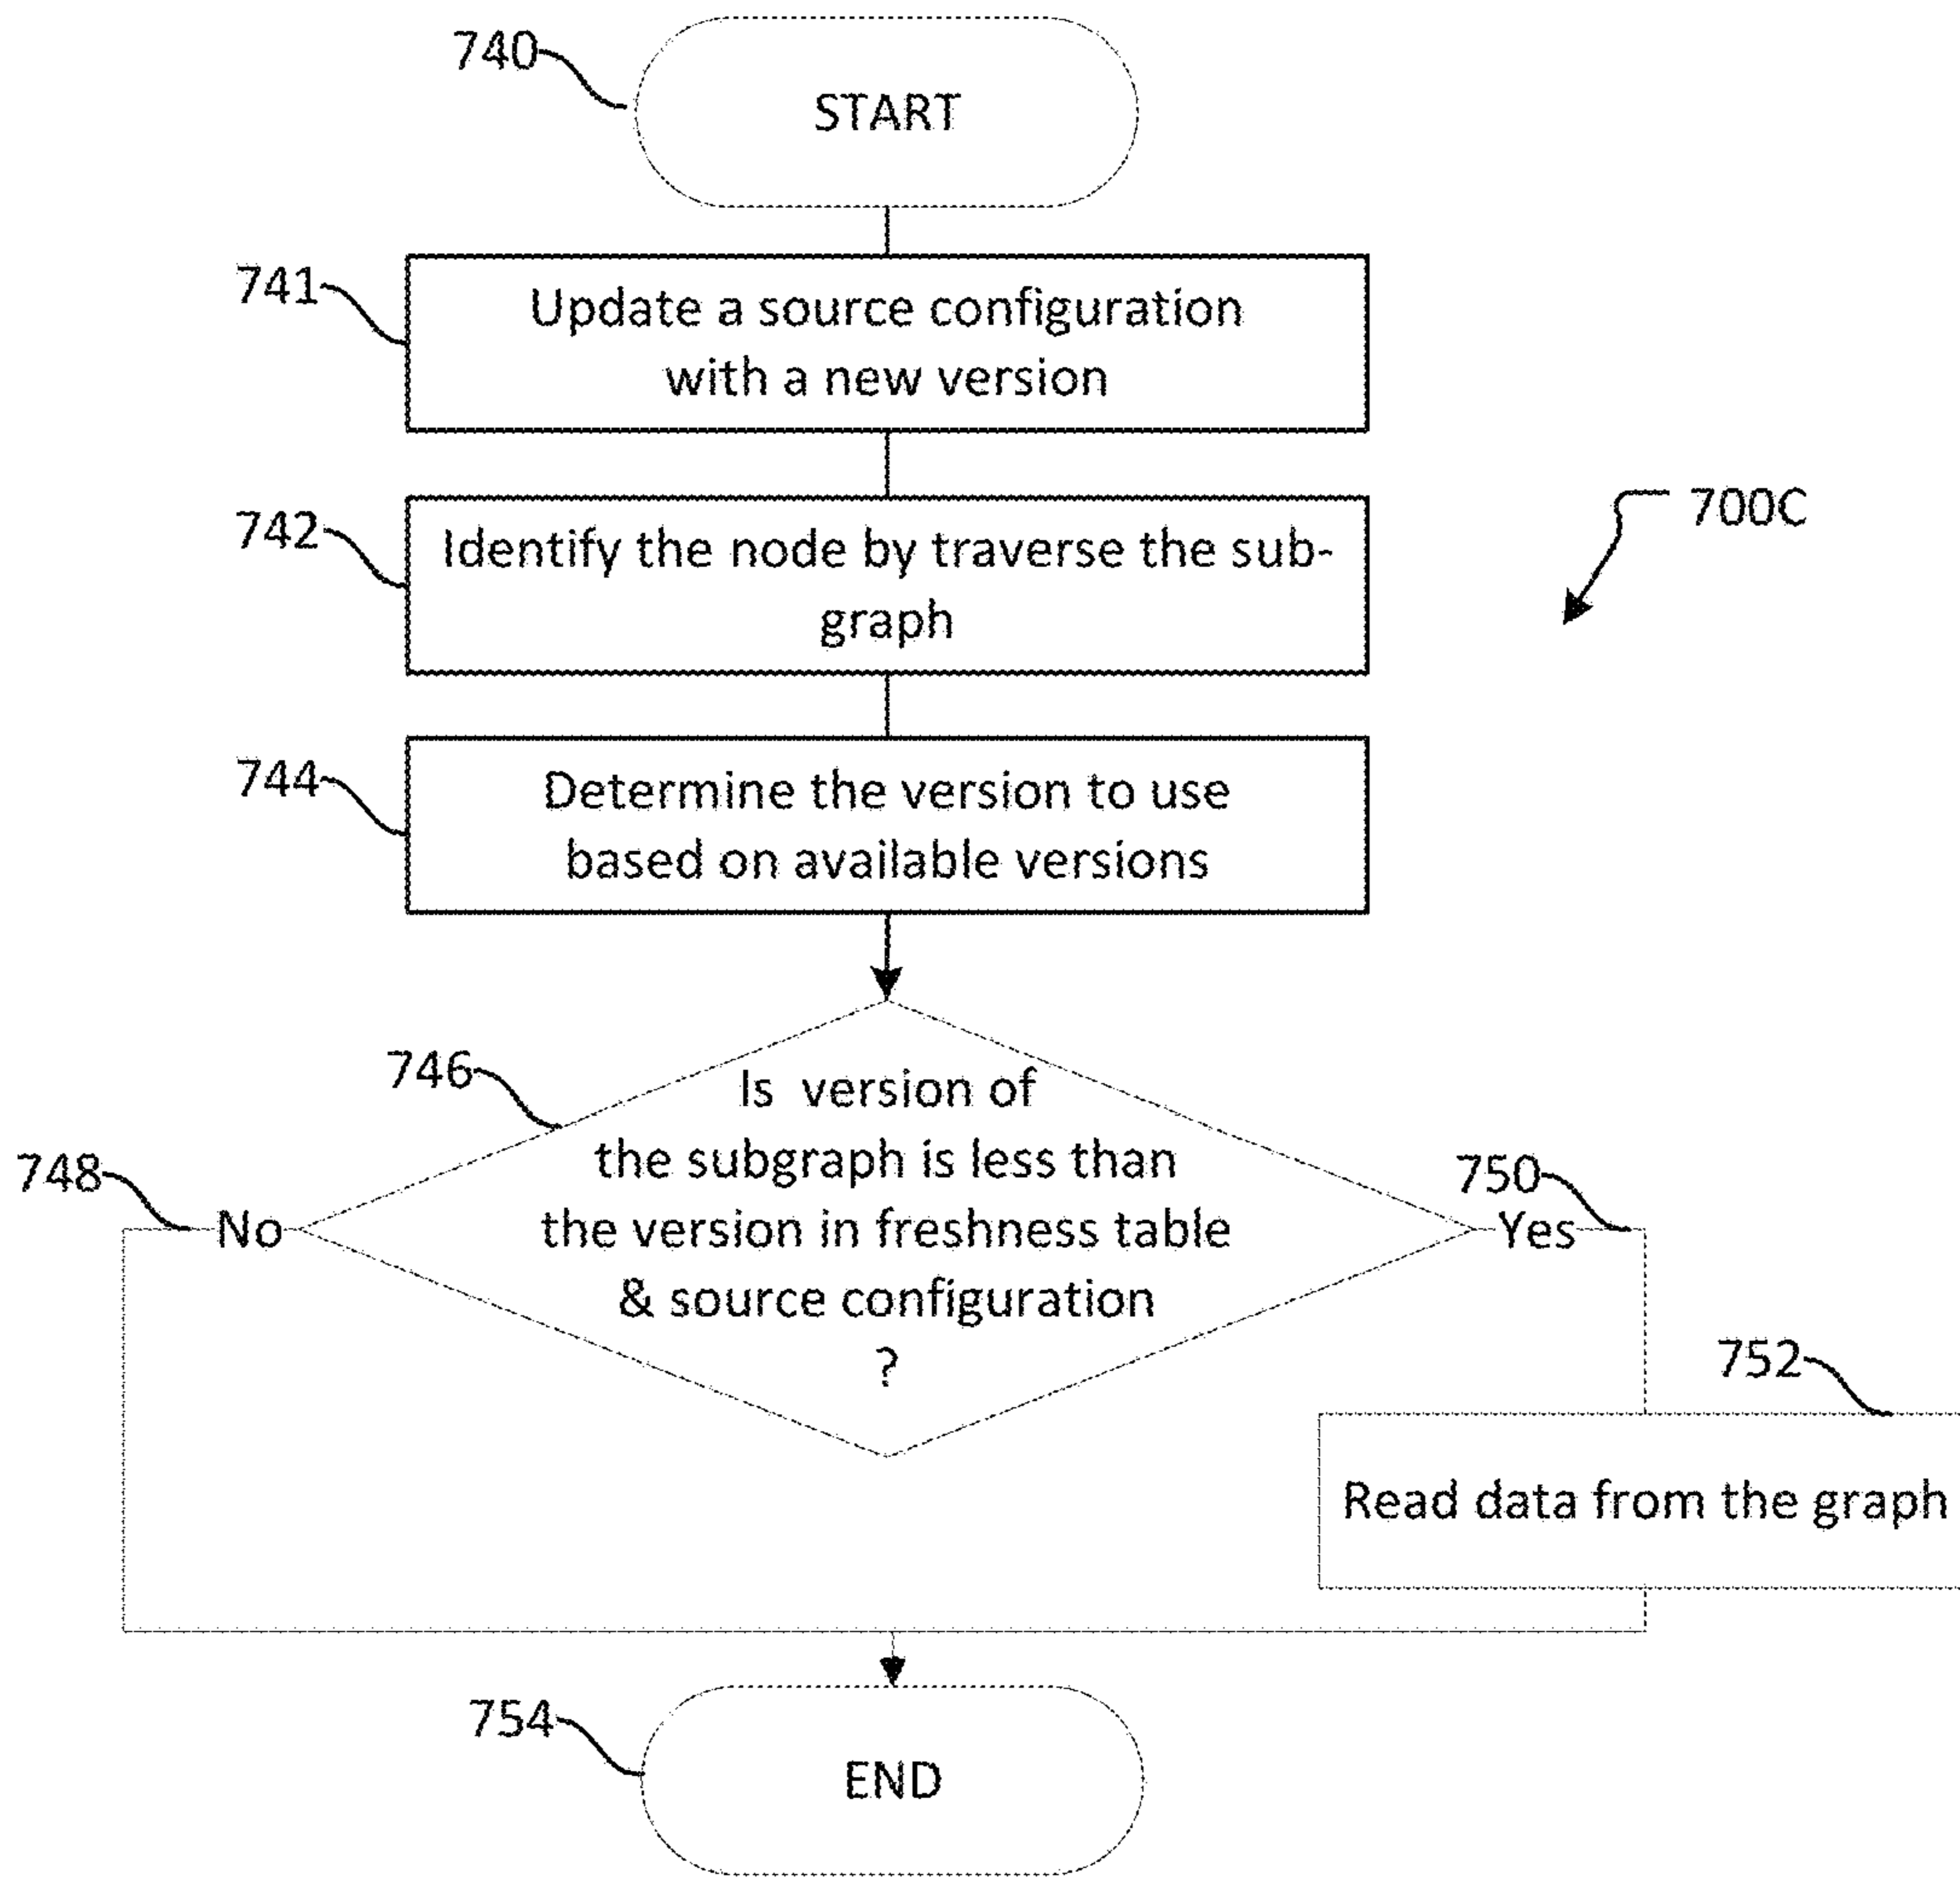 740
START
741
Update a source configuration
with a new version
742
Identify the node by traverse the sub-
graph
700C
744
Determine the version to use
based on available versions
746
Is version of
the subgraph is less than
the version in freshness table
& source configuration
?
748
No
750
Yes
752
Read data from the graph
754
END